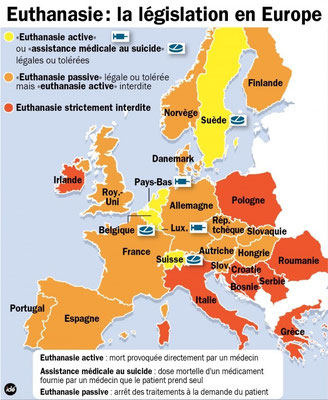 Euthanasie : la législation en Europe
«Euthanasie active»
ou «assistance médicale au suicide»
légales ou tolérées
«Euthanasie passive» légale ou tolérée
mais «euthanasie active» interdite
Euthanasie strictement interdite
Finlande
Norvège
Suède
Danemark
Irlande
Pays-Bas
Roy.-
Uni
Pologne
Allemagne
Belgique
Lux.
Rép.
tchèque
Slovaquie
France
Suisse
Autriche
Hongrie
Roumanie
Slov.
Croatie
Bosnie
Serbie
Portugal
Espagne
Italie
Grèce
Euthanasie active : mort provoquée directement par un médecin
Assistance médicale au suicide : dose mortelle d'un médicament
fournie par un médecin que le patient prend seul
Euthanasie passive : arrêt des traitements à la demande du patient
idé